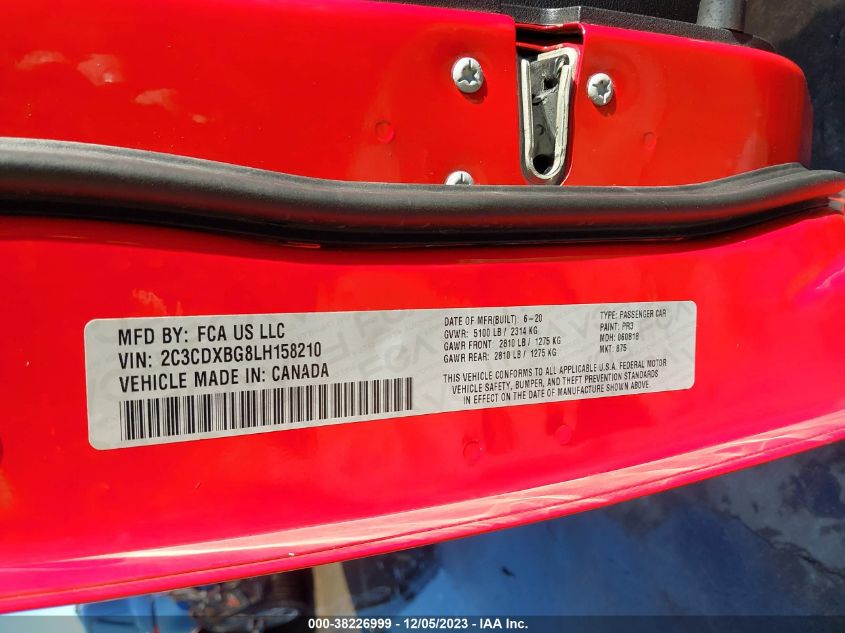 MFD BY: FCA US LLC
VIN: 2C3CDXBG8LH158210
VEHICLE MADE IN: CANADA
DATE OF MFR(BUILT): 6-20
GVWR: 5100 LB / 2314 KG
GAWR FRONT: 2810 LB / 1275 KG
GAWR REAR: 2810 LB / 1275 KG
TYPE: PASSENGER CAR
PAINT: PR3
MDH: 060818
MKT: 875
THIS VEHICLE CONFORMS TO ALL APPLICABLE U.S.A. FEDERAL MOTOR
VEHICLE SAFETY, BUMPER, AND THEFT PREVENTION STANDARDS
IN EFFECT ON THE DATE OF MANUFACTURE SHOWN ABOVE
000-38226999 - 12/05/2023 - IAA Inc.